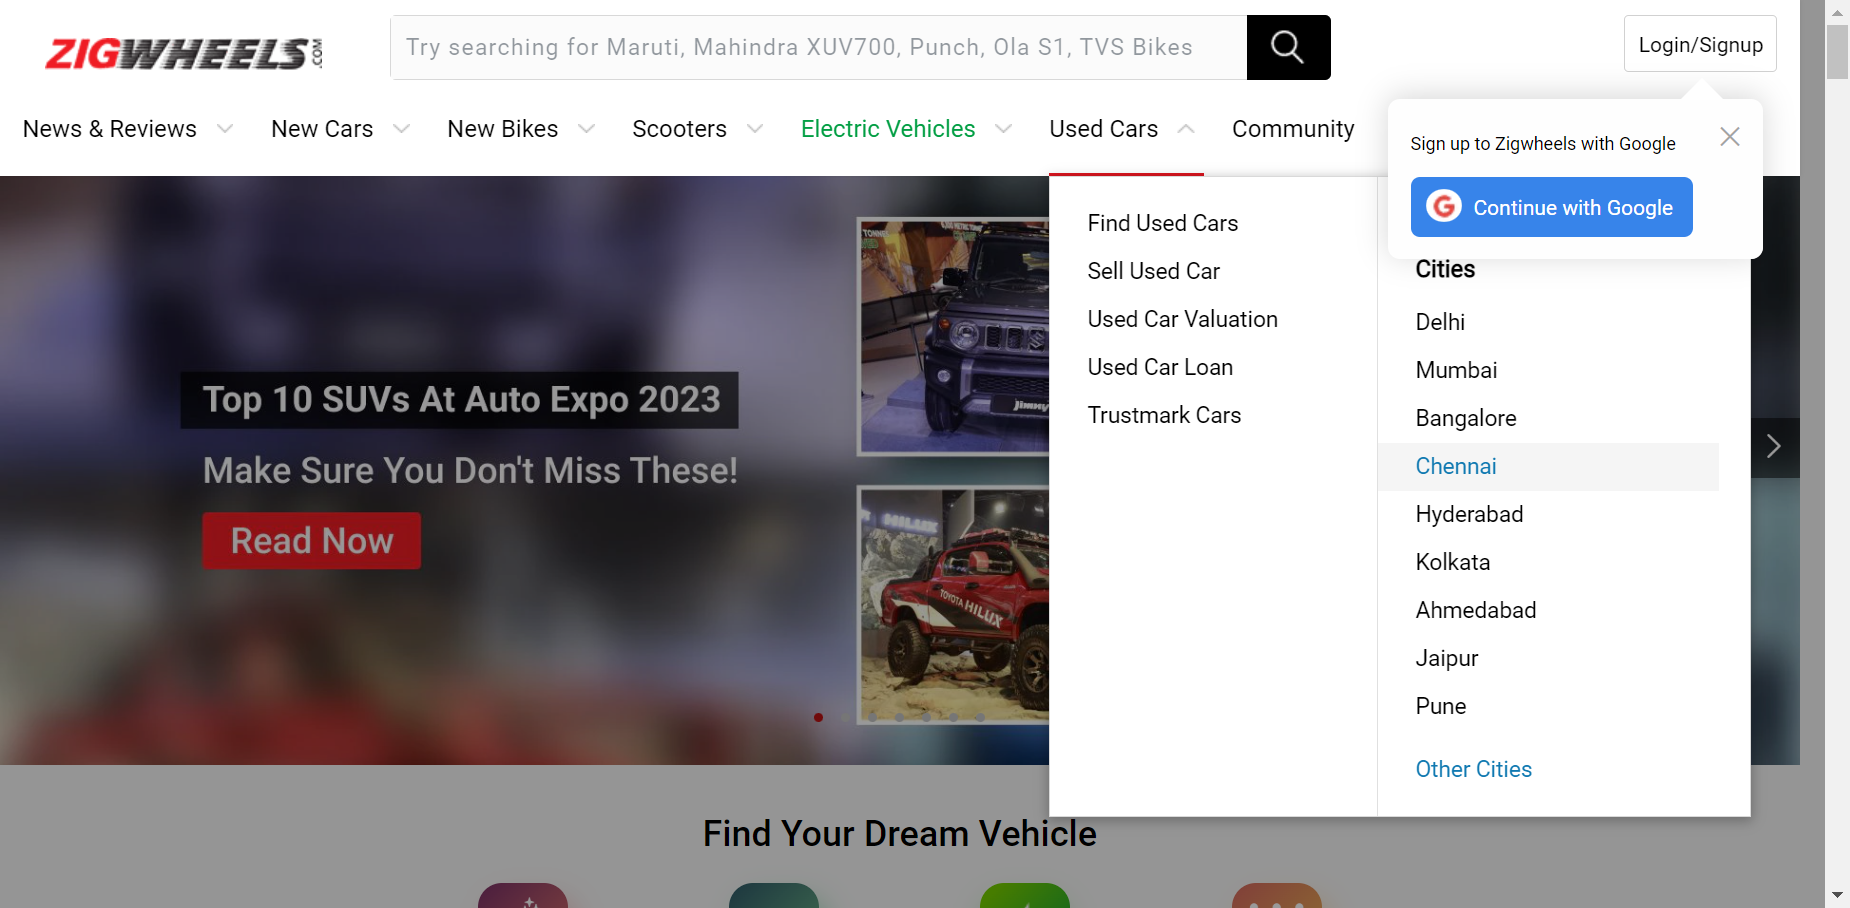 ZIGWHEELS.COM
Try searching for Maruti, Mahindra XUV700, Punch, Ola S1, TVS Bikes
Login/Signup
News & Reviews
New Cars
New Bikes
Scooters
Electric Vehicles
Used Cars
Community
Sign up to Zigwheels with Google
Continue with Google
Find Used Cars
Sell Used Car
Used Car Valuation
Used Car Loan
Trustmark Cars
Cities
Delhi
Mumbai
Bangalore
Chennai
Hyderabad
Kolkata
Ahmedabad
Jaipur
Pune
Other Cities
Top 10 SUVs At Auto Expo 2023
Make Sure You Don't Miss These!
Read Now
JIMNY
HILUX
TOYOTA HILUX
Find Your Dream Vehicle